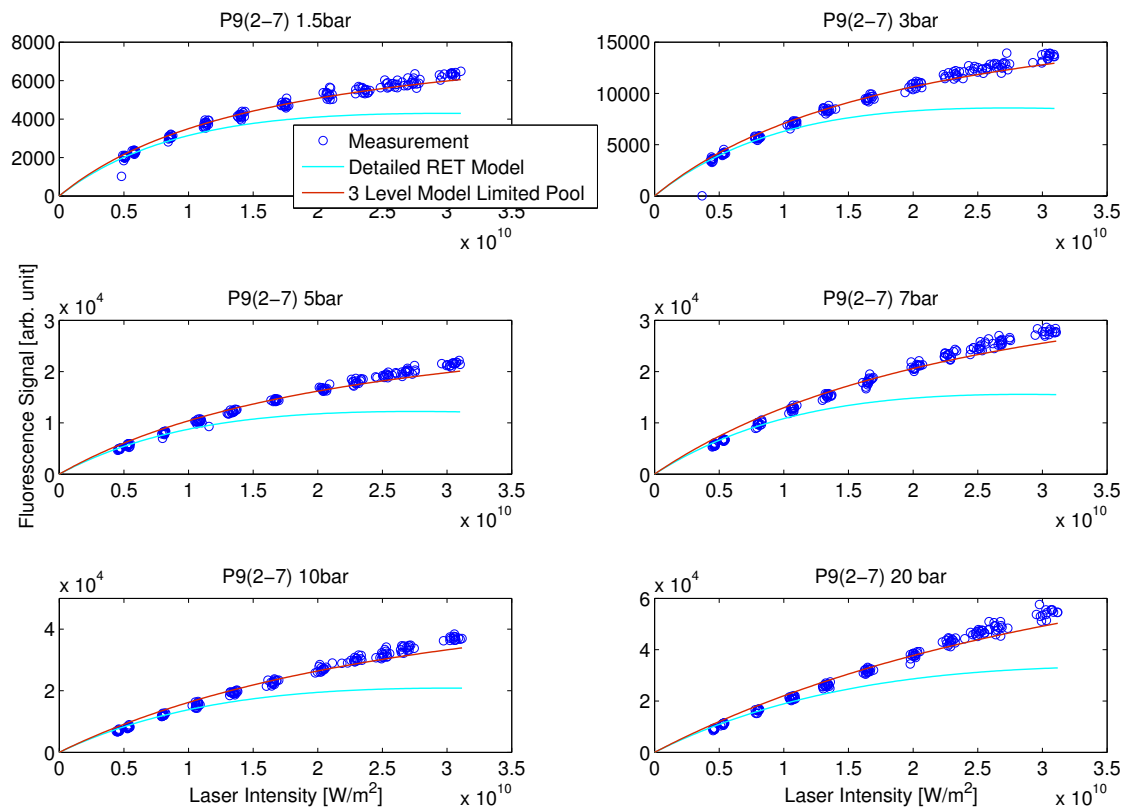 P9(2−7) 1.5bar
8000
6000
4000
2000
0
0 0.5 1 1.5 2 2.5 3 3.5
x 10^10
Measurement
Detailed RET Model
3 Level Model Limited Pool
P9(2−7) 3bar
15000
10000
5000
0
0 0.5 1 1.5 2 2.5 3 3.5
x 10^10
Fluorescence Signal [arb. unit]
P9(2−7) 5bar
x 10^4
3
2
1
0
0 0.5 1 1.5 2 2.5 3 3.5
x 10^10
P9(2−7) 7bar
x 10^4
3
2
1
0
0 0.5 1 1.5 2 2.5 3 3.5
x 10^10
P9(2−7) 10bar
x 10^4
4
2
0
0 0.5 1 1.5 2 2.5 3 3.5
Laser Intensity [W/m²]
x 10^10
P9(2−7) 20 bar
x 10^4
6
4
2
0
0 0.5 1 1.5 2 2.5 3 3.5
Laser Intensity [W/m²]
x 10^10